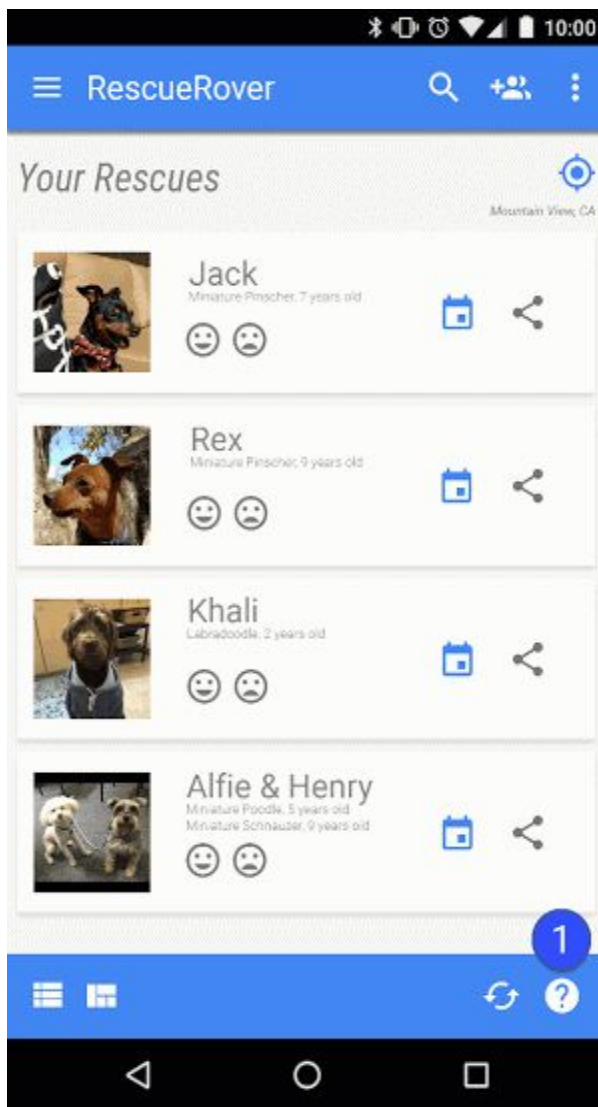 10:00
RescueRover
Your Rescues
Mountain View, CA
Jack
Miniature Pinscher, 7 years old
Rex
Miniature Pinscher, 9 years old
Khali
Labradoodle, 2 years old
Alfie & Henry
Miniature Poodle, 5 years old
Miniature Schnauzer, 9 years old
1
?